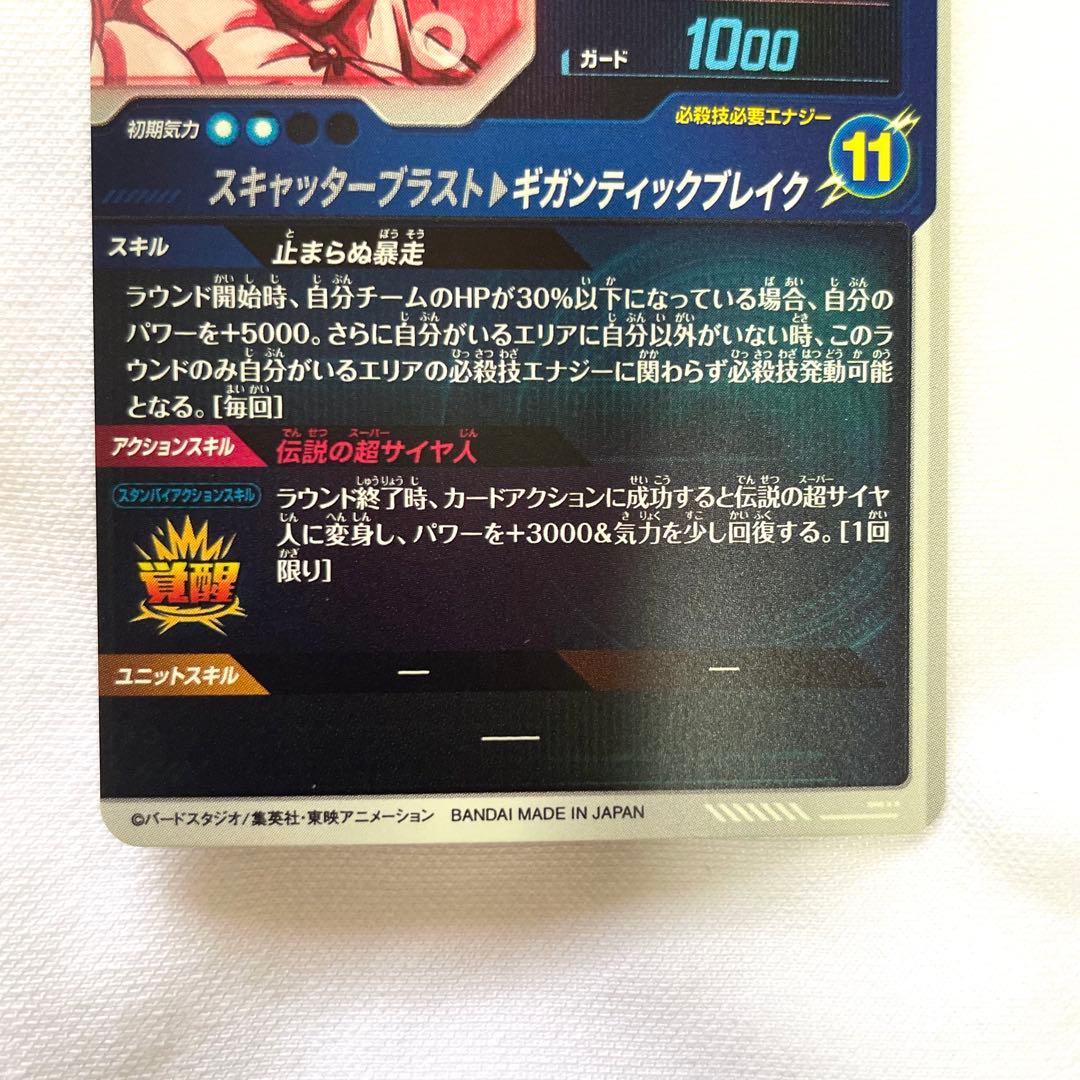 ガード 1000
初期気力
必殺技必要エナジー
11
スキャッターブラスト▶ギガンティックブレイク
スキル 止まらぬ暴走
ラウンド開始時、自分チームのHPが30%以下になっている場合、自分の
パワーを+5000。さらに自分がいるエリアに自分以外がいない時、このラ
ウンドのみ自分がいるエリアの必殺技エナジーに関わらず必殺技発動可能
となる。[毎回]
アクションスキル 伝説の超サイヤ人
スタンバイアクションスキル
覚醒
ラウンド終了時、カードアクションに成功すると伝説の超サイヤ
人に変身し、パワーを+3000&気力を少し回復する。[1回
限り]
ユニットスキル — —
—
©バードスタジオ/集英社・東映アニメーション BANDAI MADE IN JAPAN